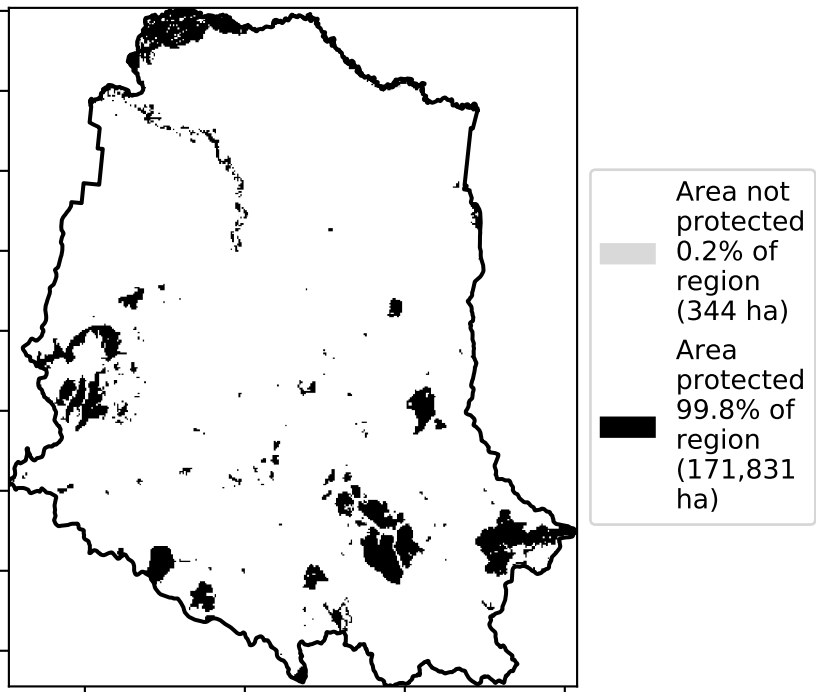 Area not
protected
0.2% of
region
(344 ha)
Area
protected
99.8% of
region
(171,831
ha)